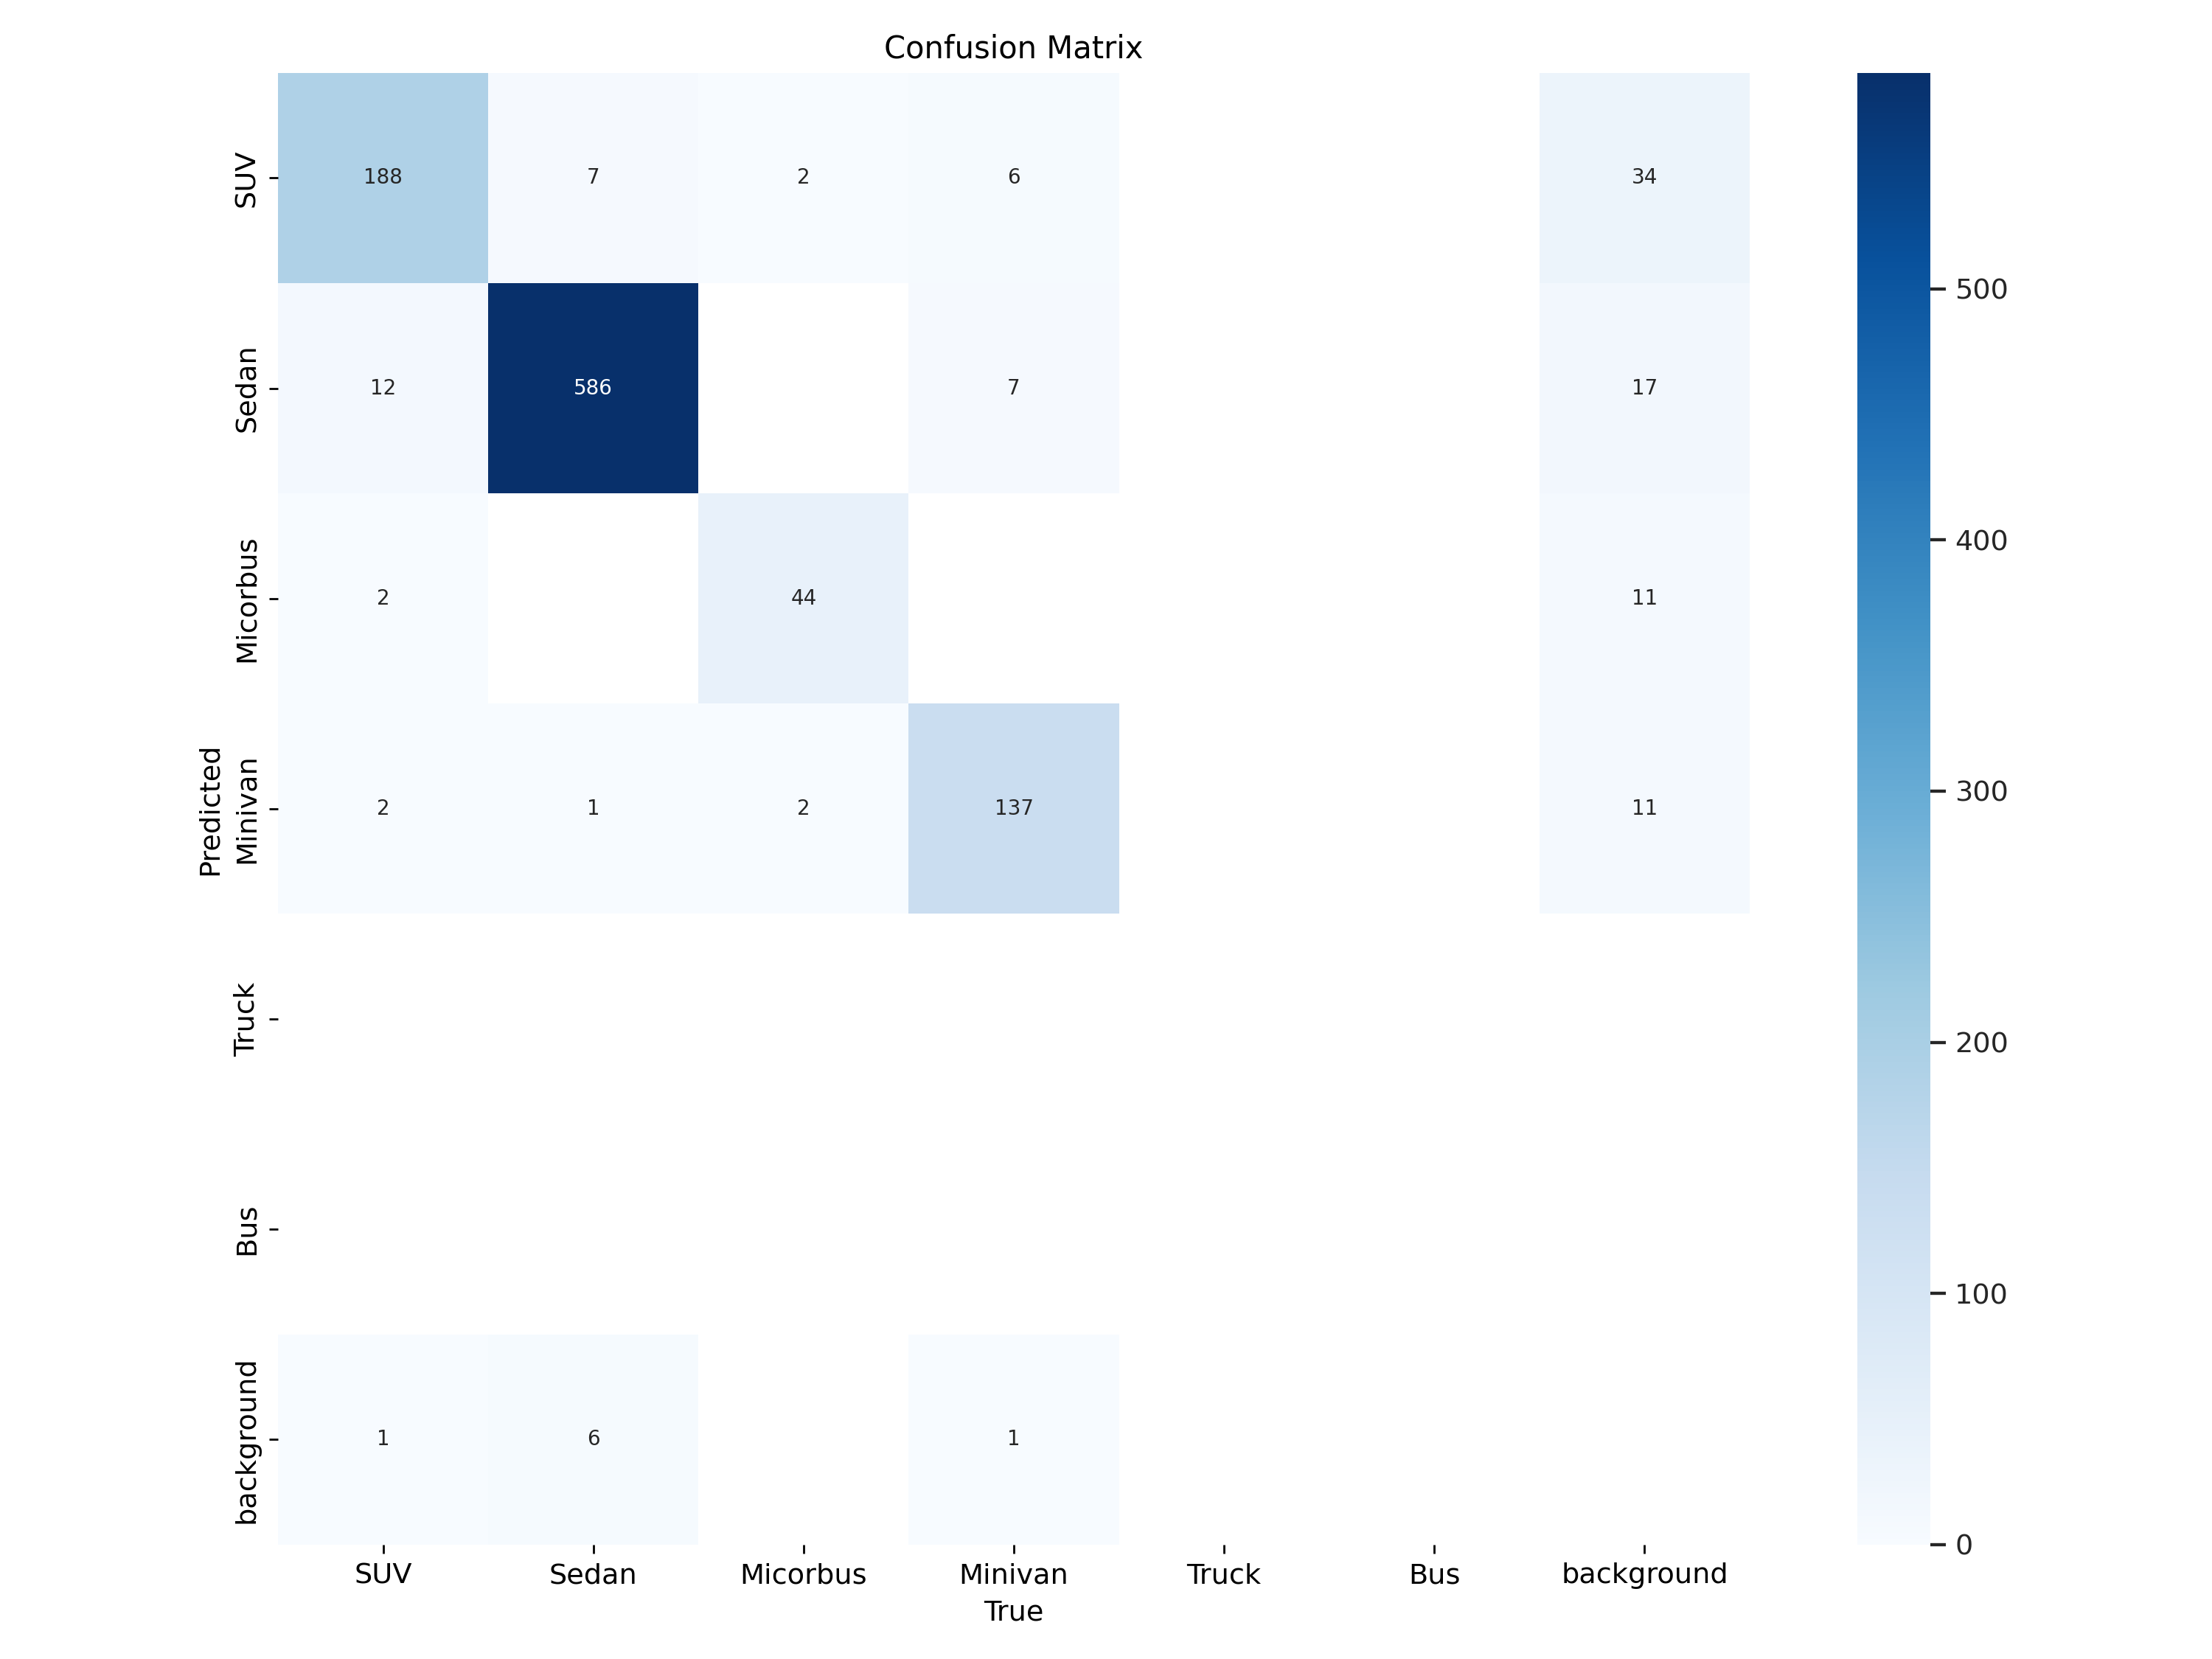 Confusion Matrix
SUV 188 7 2 6 34
Sedan 12 586 7 17
Micorbus 2 44 11
Minivan 2 1 2 137 11
Truck
Bus
background 1 6 1
Predicted
SUV Sedan Micorbus Minivan Truck Bus background
True
500
400
300
200
100
0